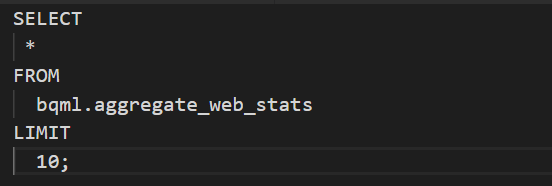 SELECT
*
FROM
bqml.aggregate_web_stats
LIMIT
10;